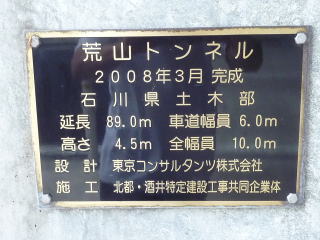 荒山トンネル
2008年3月 完成
石川県土木部
延長 89.0m 車道幅員 6.0m
高さ 4.5m 全幅員 10.0m
設計 東京コンサルタンツ株式会社
施工 北都・酒井特定建設工事共同企業体